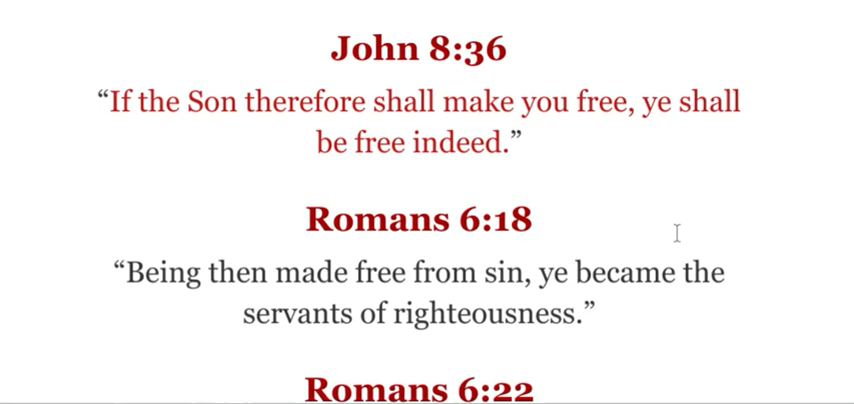 John 8:36
“If the Son therefore shall make you free, ye shall
be free indeed.”
Romans 6:18
“Being then made free from sin, ye became the
servants of righteousness.”
Romans 6:22